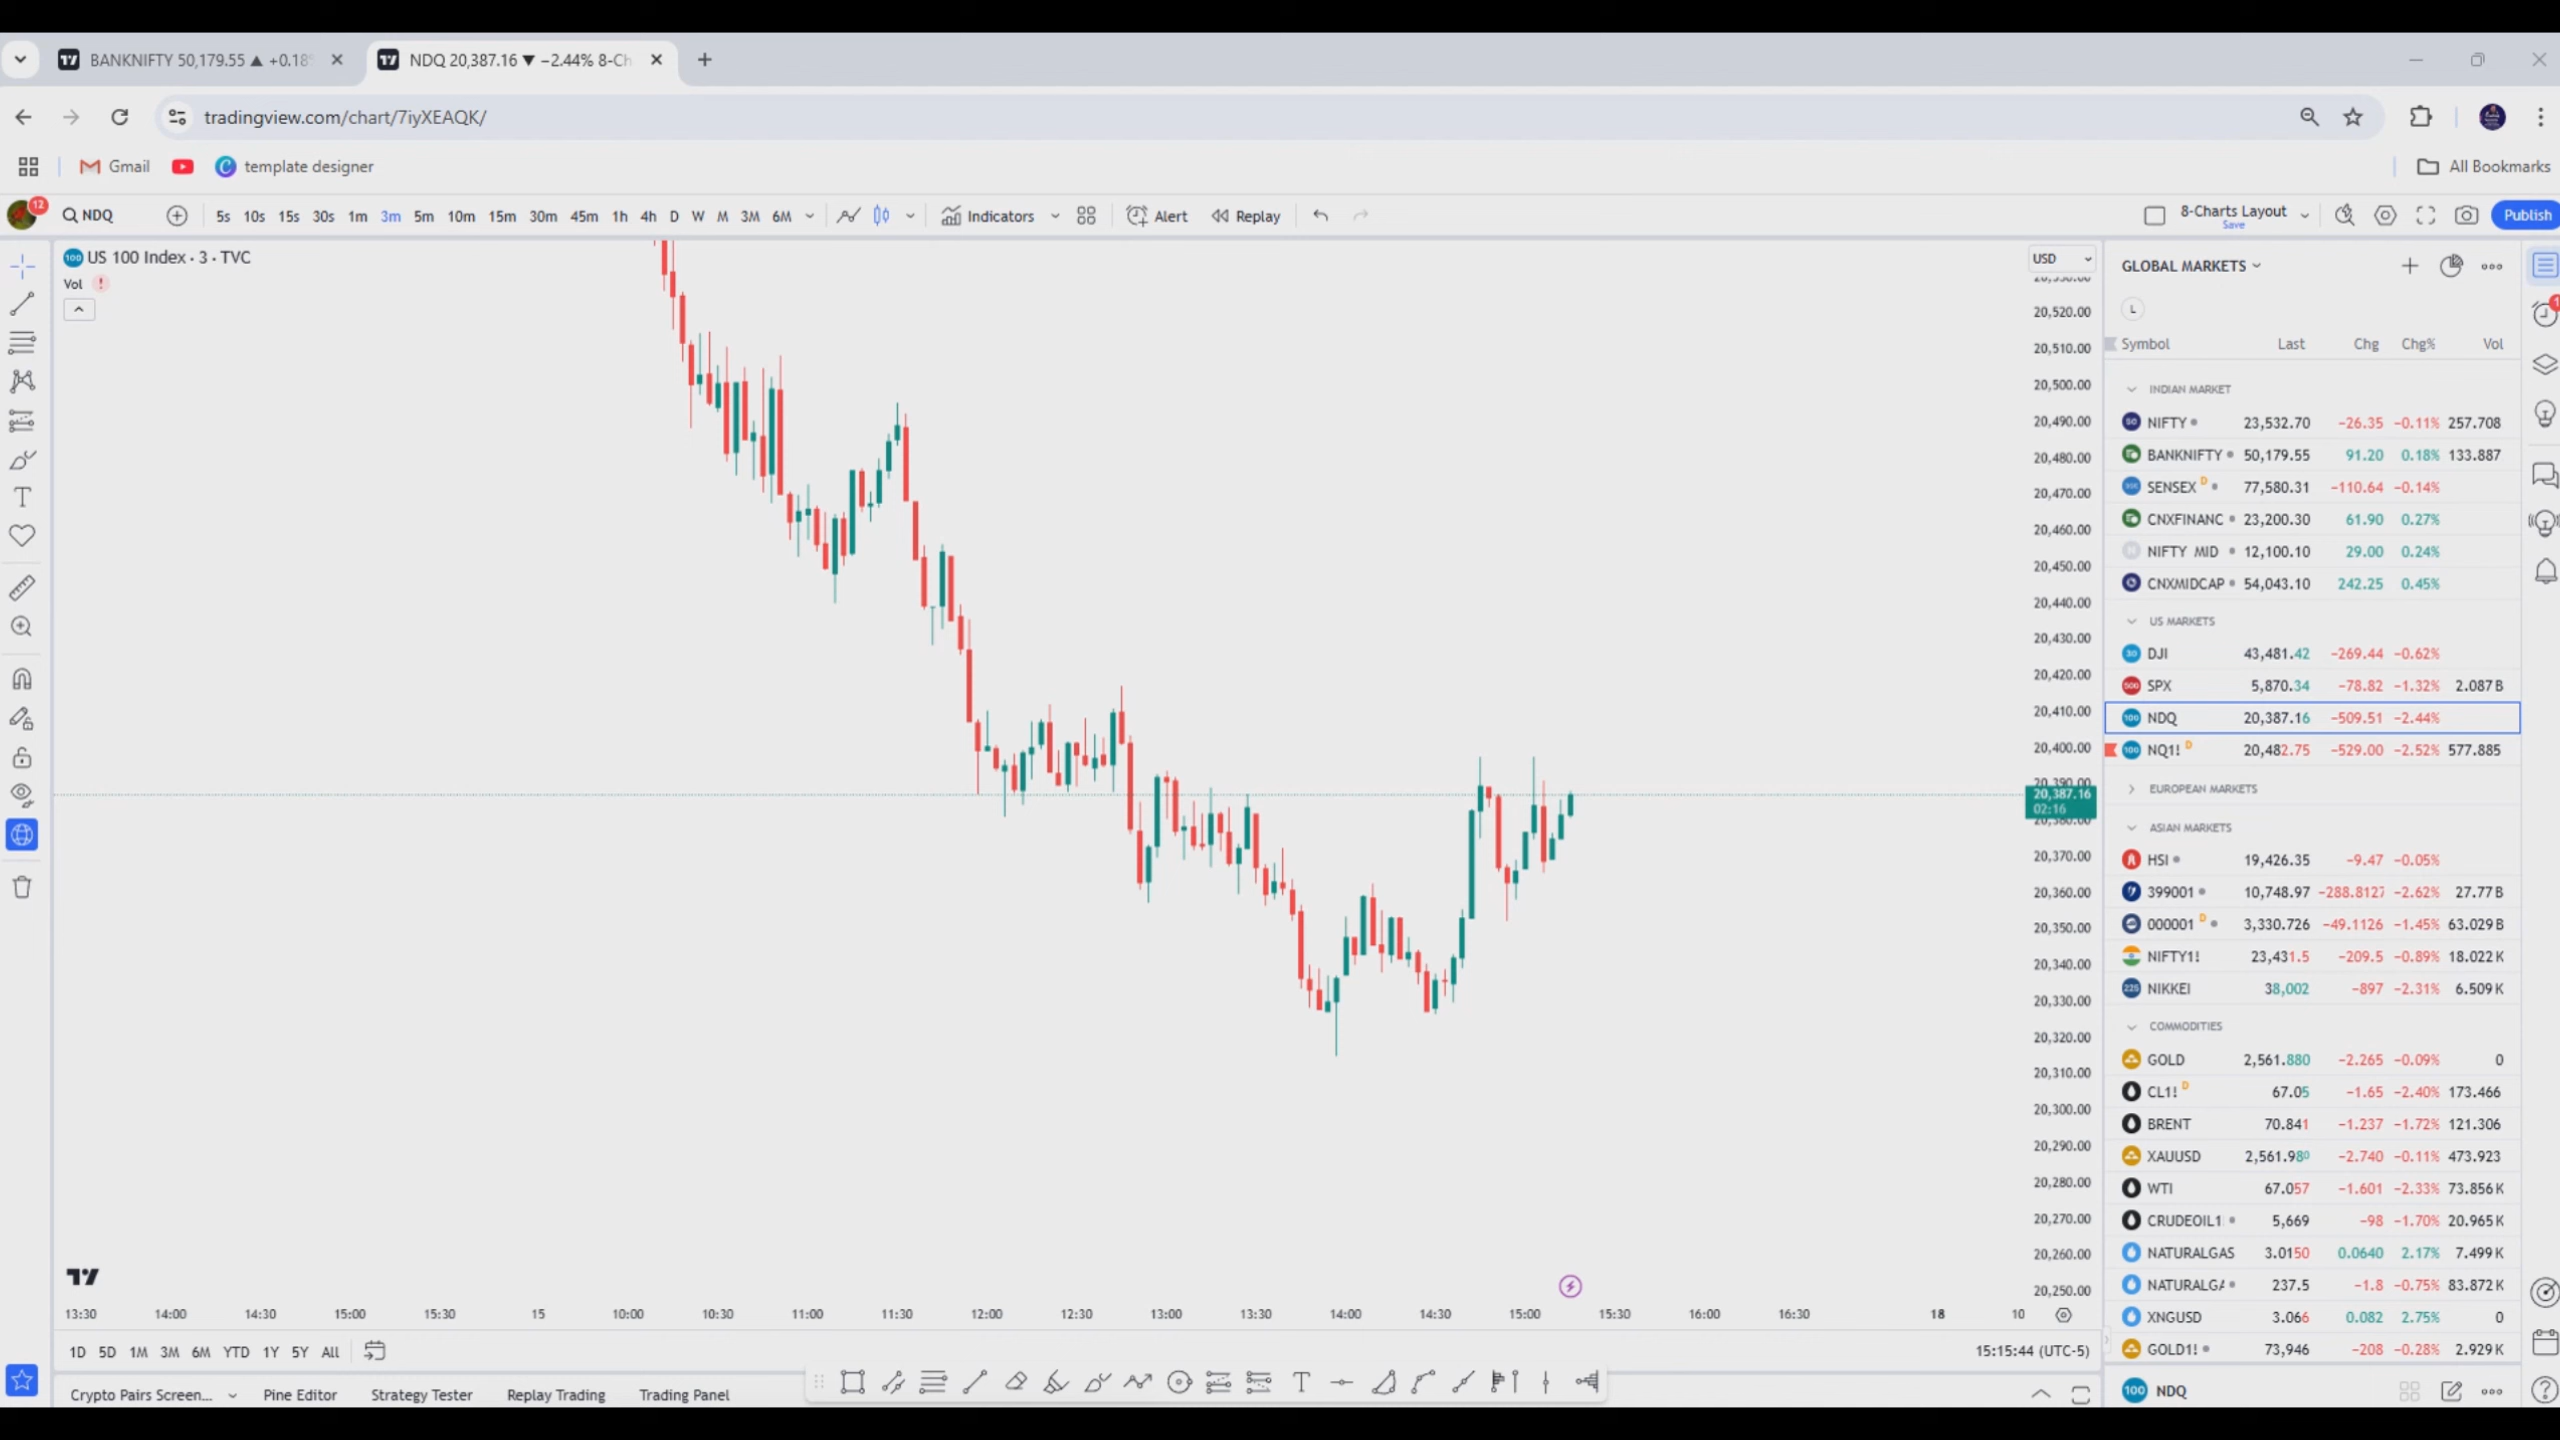 BANKNIFTY 50,179.55 ▲ +0.18%
NDQ 20,387.16 ▼ −2.44% 8-Ch
tradingview.com/chart/7iyXEAQK/
Gmail
template designer
All Bookmarks
12
NDQ
5s 10s 15s 30s 1m 3m 5m 10m 15m 30m 45m 1h 4h D W M 3M 6M
Indicators
Alert
Replay
8-Charts Layout
Save
Publish
US 100 Index · 3 · TVC
Vol
USD
20,520.00
20,510.00
20,500.00
20,490.00
20,480.00
20,470.00
20,460.00
20,450.00
20,440.00
20,430.00
20,420.00
20,410.00
20,400.00
20,390.00
20,387.16
02:16
20,380.00
20,370.00
20,360.00
20,350.00
20,340.00
20,330.00
20,320.00
20,310.00
20,300.00
20,290.00
20,280.00
20,270.00
20,260.00
20,250.00
13:30 14:00 14:30 15:00 15:30 15 10:00 10:30 11:00 11:30 12:00 12:30 13:00 13:30 14:00 14:30 15:00 15:30 16:00 16:30 18 10
1D 5D 1M 3M 6M YTD 1Y 5Y All
15:15:44 (UTC-5)
Crypto Pairs Screen...
Pine Editor
Strategy Tester
Replay Trading
Trading Panel
GLOBAL MARKETS
L
Symbol Last Chg Chg% Vol
INDIAN MARKET
NIFTY 23,532.70 −26.35 −0.11% 257.708
BANKNIFTY 50,179.55 91.20 0.18% 133.887
SENSEX D 77,580.31 −110.64 −0.14%
CNXFINANC 23,200.30 61.90 0.27%
NIFTY_MID 12,100.10 29.00 0.24%
CNXMIDCAP 54,043.10 242.25 0.45%
US MARKETS
DJI 43,481.42 −269.44 −0.62%
SPX 5,870.34 −78.82 −1.32% 2.087 B
NDQ 20,387.16 −509.51 −2.44%
NQ1! D 20,482.75 −529.00 −2.52% 577.885
EUROPEAN MARKETS
ASIAN MARKETS
HSI 19,426.35 −9.47 −0.05%
399001 10,748.97 −288.8127 −2.62% 27.77 B
000001 D 3,330.726 −49.1126 −1.45% 63.029 B
NIFTY1! 23,431.5 −209.5 −0.89% 18.022 K
NIKKEI 38,002 −897 −2.31% 6.509 K
COMMODITIES
GOLD 2,561.880 −2.265 −0.09% 0
CL1! D 67.05 −1.65 −2.40% 173.466
BRENT 70.841 −1.237 −1.72% 121.306
XAUUSD 2,561.980 −2.740 −0.11% 473.923
WTI 67.057 −1.601 −2.33% 73.856 K
CRUDEOIL1 5,669 −98 −1.70% 20.965 K
NATURALGAS 3.0150 0.0640 2.17% 7.499 K
NATURALGA 237.5 −1.8 −0.75% 83.872 K
XNGUSD 3.066 0.082 2.75% 0
GOLD1! 73,946 −208 −0.28% 2.929 K
NDQ